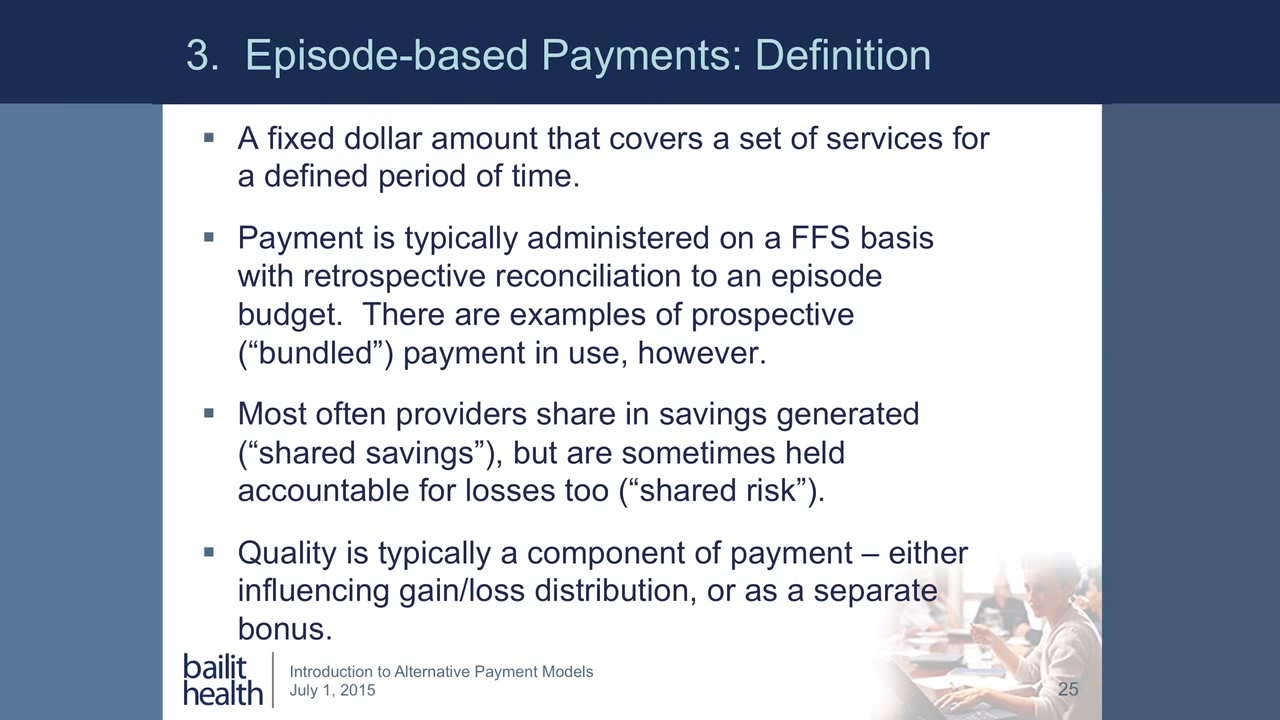 3. Episode-based Payments: Definition
▪ A fixed dollar amount that covers a set of services for
a defined period of time.
▪ Payment is typically administered on a FFS basis
with retrospective reconciliation to an episode
budget. There are examples of prospective
(“bundled”) payment in use, however.
▪ Most often providers share in savings generated
(“shared savings”), but are sometimes held
accountable for losses too (“shared risk”).
▪ Quality is typically a component of payment – either
influencing gain/loss distribution, or as a separate
bonus.
bailit
health
Introduction to Alternative Payment Models
July 1, 2015
25